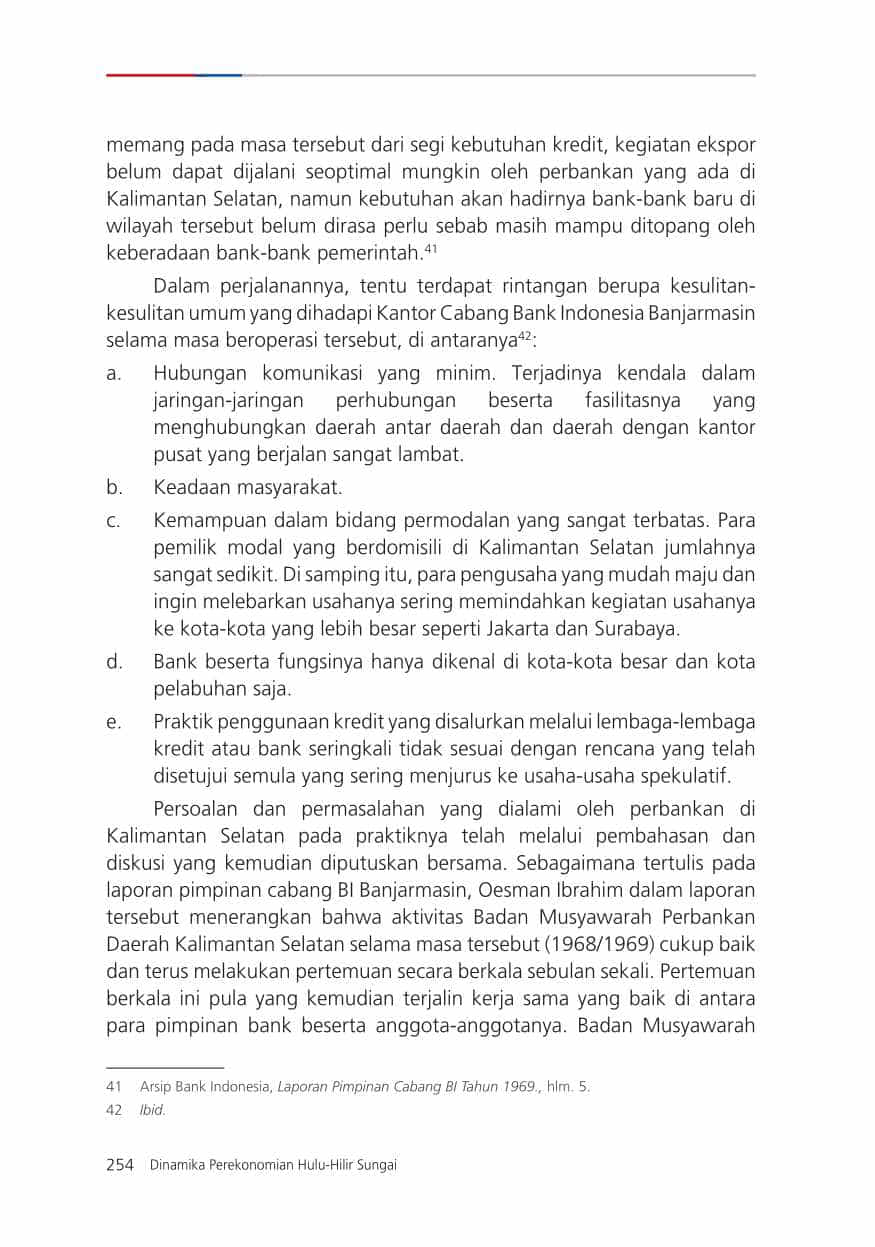 memang pada masa tersebut dari segi kebutuhan kredit, kegiatan ekspor
belum dapat dijalani seoptimal mungkin oleh perbankan yang ada di
Kalimantan Selatan, namun kebutuhan akan hadirnya bank-bank baru di
wilayah tersebut belum dirasa perlu sebab masih mampu ditopang oleh
keberadaan bank-bank pemerintah.41
Dalam perjalanannya, tentu terdapat rintangan berupa kesulitan-
kesulitan umum yang dihadapi Kantor Cabang Bank Indonesia Banjarmasin
selama masa beroperasi tersebut, di antaranya42:
a. Hubungan komunikasi yang minim. Terjadinya kendala dalam
jaringan-jaringan perhubungan beserta fasilitasnya yang
menghubungkan daerah antar daerah dan daerah dengan kantor
pusat yang berjalan sangat lambat.
b. Keadaan masyarakat.
c. Kemampuan dalam bidang permodalan yang sangat terbatas. Para
pemilik modal yang berdomisili di Kalimantan Selatan jumlahnya
sangat sedikit. Di samping itu, para pengusaha yang mudah maju dan
ingin melebarkan usahanya sering memindahkan kegiatan usahanya
ke kota-kota yang lebih besar seperti Jakarta dan Surabaya.
d. Bank beserta fungsinya hanya dikenal di kota-kota besar dan kota
pelabuhan saja.
e. Praktik penggunaan kredit yang disalurkan melalui lembaga-lembaga
kredit atau bank seringkali tidak sesuai dengan rencana yang telah
disetujui semula yang sering menjurus ke usaha-usaha spekulatif.
Persoalan dan permasalahan yang dialami oleh perbankan di
Kalimantan Selatan pada praktiknya telah melalui pembahasan dan
diskusi yang kemudian diputuskan bersama. Sebagaimana tertulis pada
laporan pimpinan cabang BI Banjarmasin, Oesman Ibrahim dalam laporan
tersebut menerangkan bahwa aktivitas Badan Musyawarah Perbankan
Daerah Kalimantan Selatan selama masa tersebut (1968/1969) cukup baik
dan terus melakukan pertemuan secara berkala sebulan sekali. Pertemuan
berkala ini pula yang kemudian terjalin kerja sama yang baik di antara
para pimpinan bank beserta anggota-anggotanya. Badan Musyawarah
41 Arsip Bank Indonesia, Laporan Pimpinan Cabang BI Tahun 1969., hlm. 5.
42 Ibid.
254 Dinamika Perekonomian Hulu-Hilir Sungai